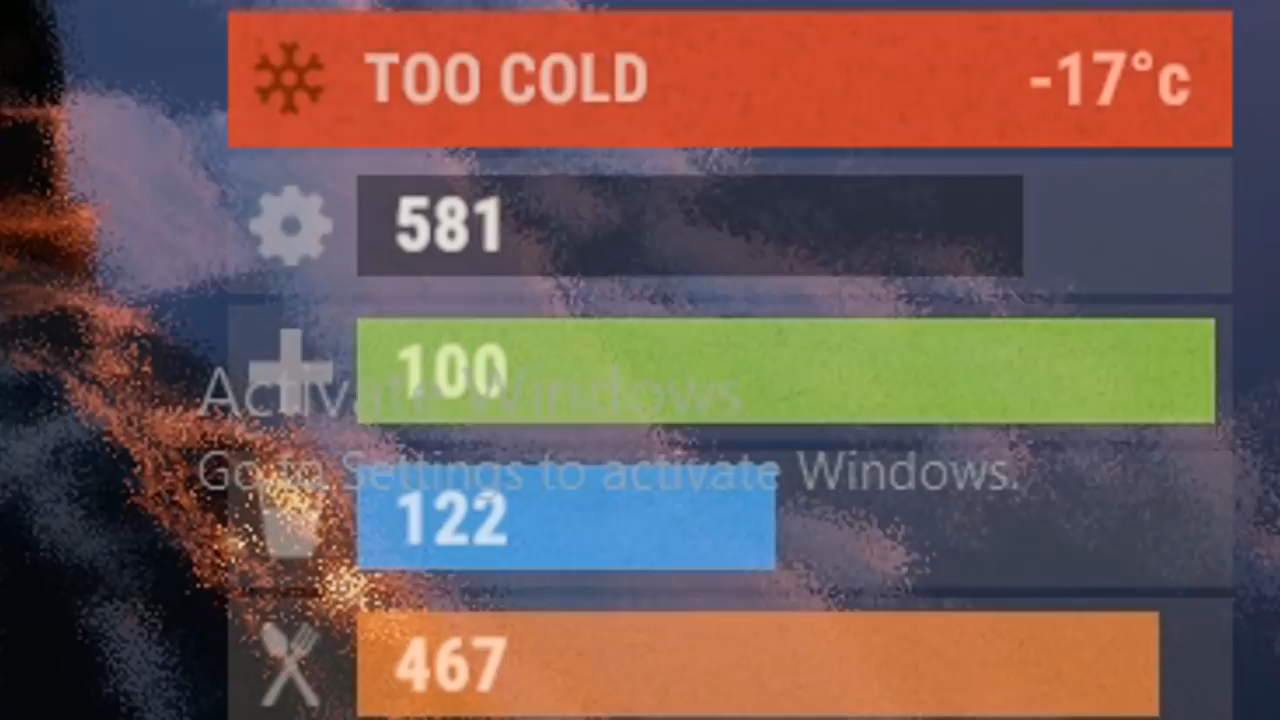 TOO COLD -17°c
581
100
Activate Windows
Go to Settings to activate Windows.
122
467